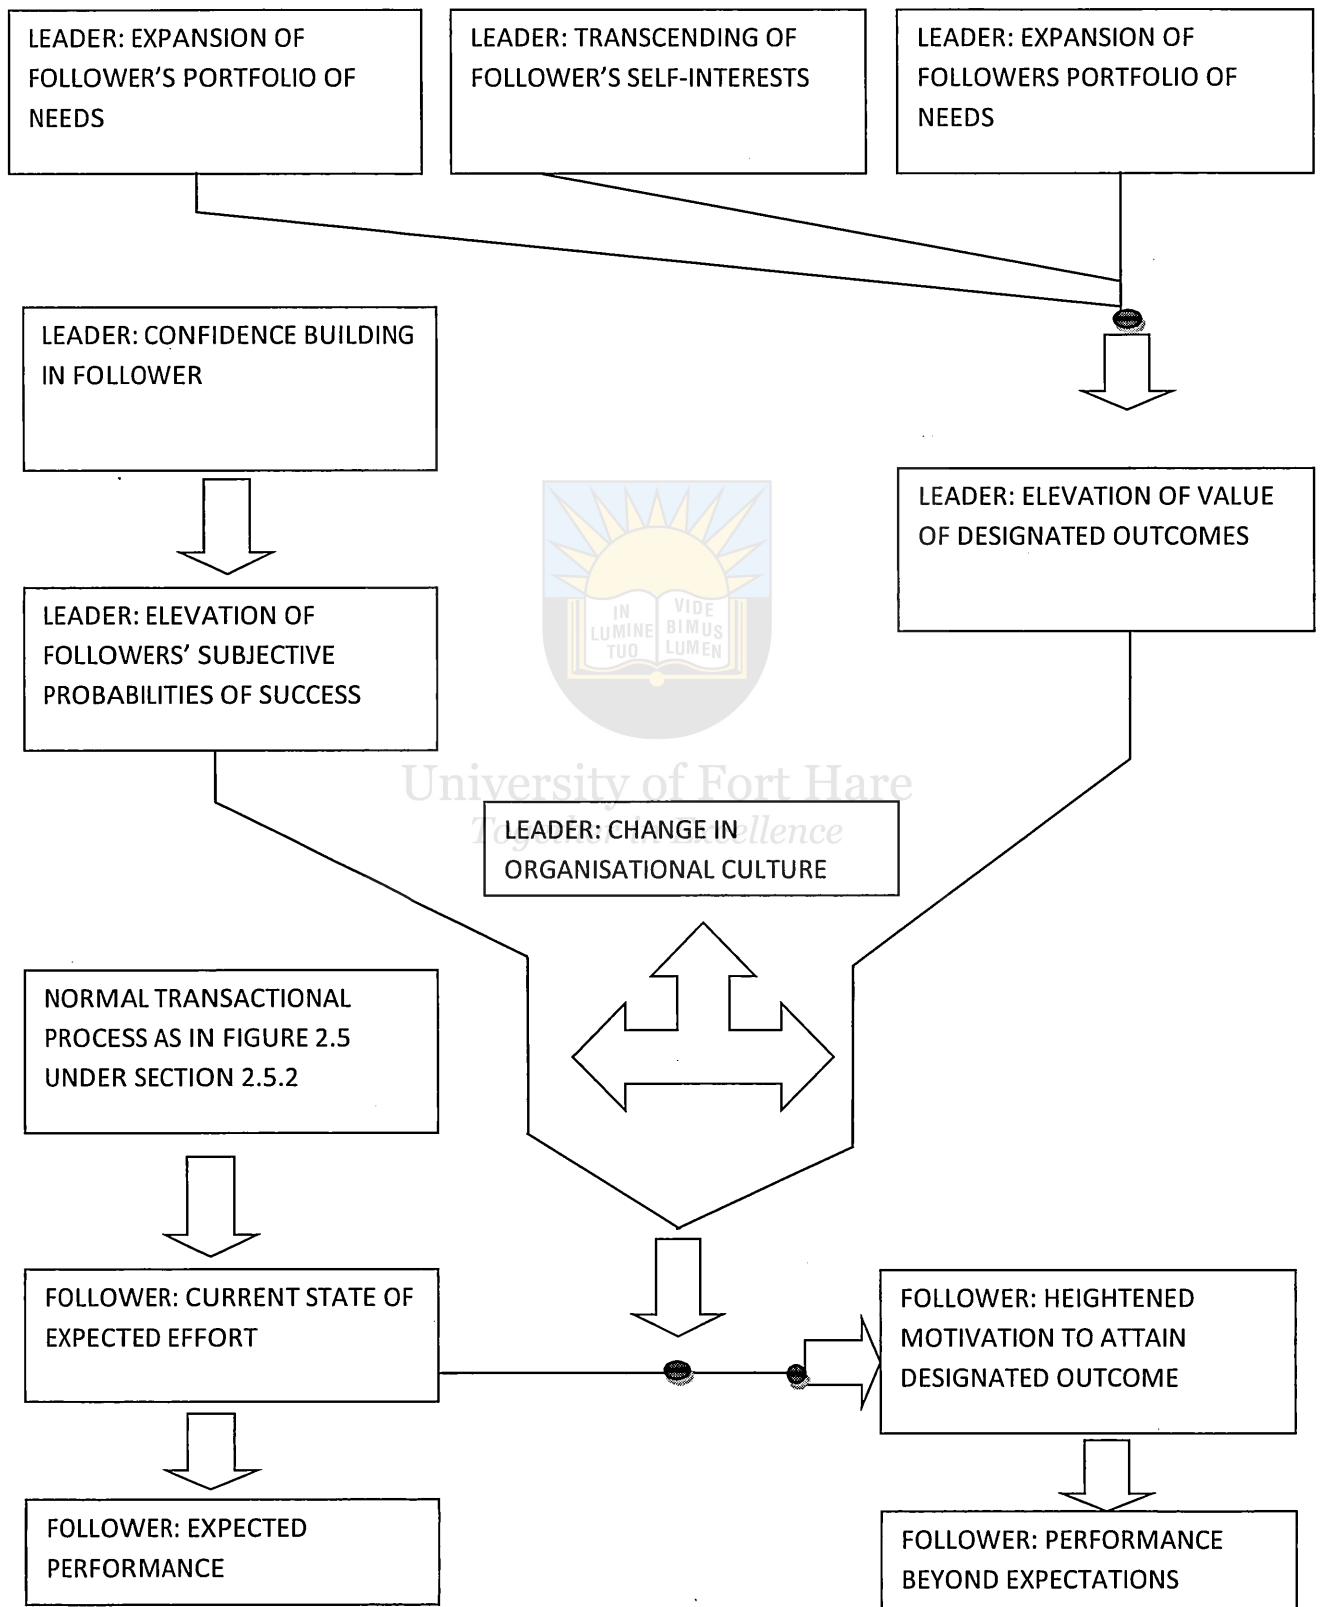 LEADER: EXPANSION OF
FOLLOWER'S PORTFOLIO OF
NEEDS
LEADER: TRANSCENDING OF
FOLLOWER'S SELF-INTERESTS
LEADER: EXPANSION OF
FOLLOWERS PORTFOLIO OF
NEEDS
LEADER: CONFIDENCE BUILDING
IN FOLLOWER
LEADER: ELEVATION OF VALUE
OF DESIGNATED OUTCOMES
LEADER: ELEVATION OF
FOLLOWERS' SUBJECTIVE
PROBABILITIES OF SUCCESS
IN
LUMINE
TUO
VIDE
BIMUS
LUMEN
University of Fort Hare
Together in Excellence
LEADER: CHANGE IN
ORGANISATIONAL CULTURE
NORMAL TRANSACTIONAL
PROCESS AS IN FIGURE 2.5
UNDER SECTION 2.5.2
FOLLOWER: CURRENT STATE OF
EXPECTED EFFORT
FOLLOWER: HEIGHTENED
MOTIVATION TO ATTAIN
DESIGNATED OUTCOME
FOLLOWER: EXPECTED
PERFORMANCE
FOLLOWER: PERFORMANCE
BEYOND EXPECTATIONS